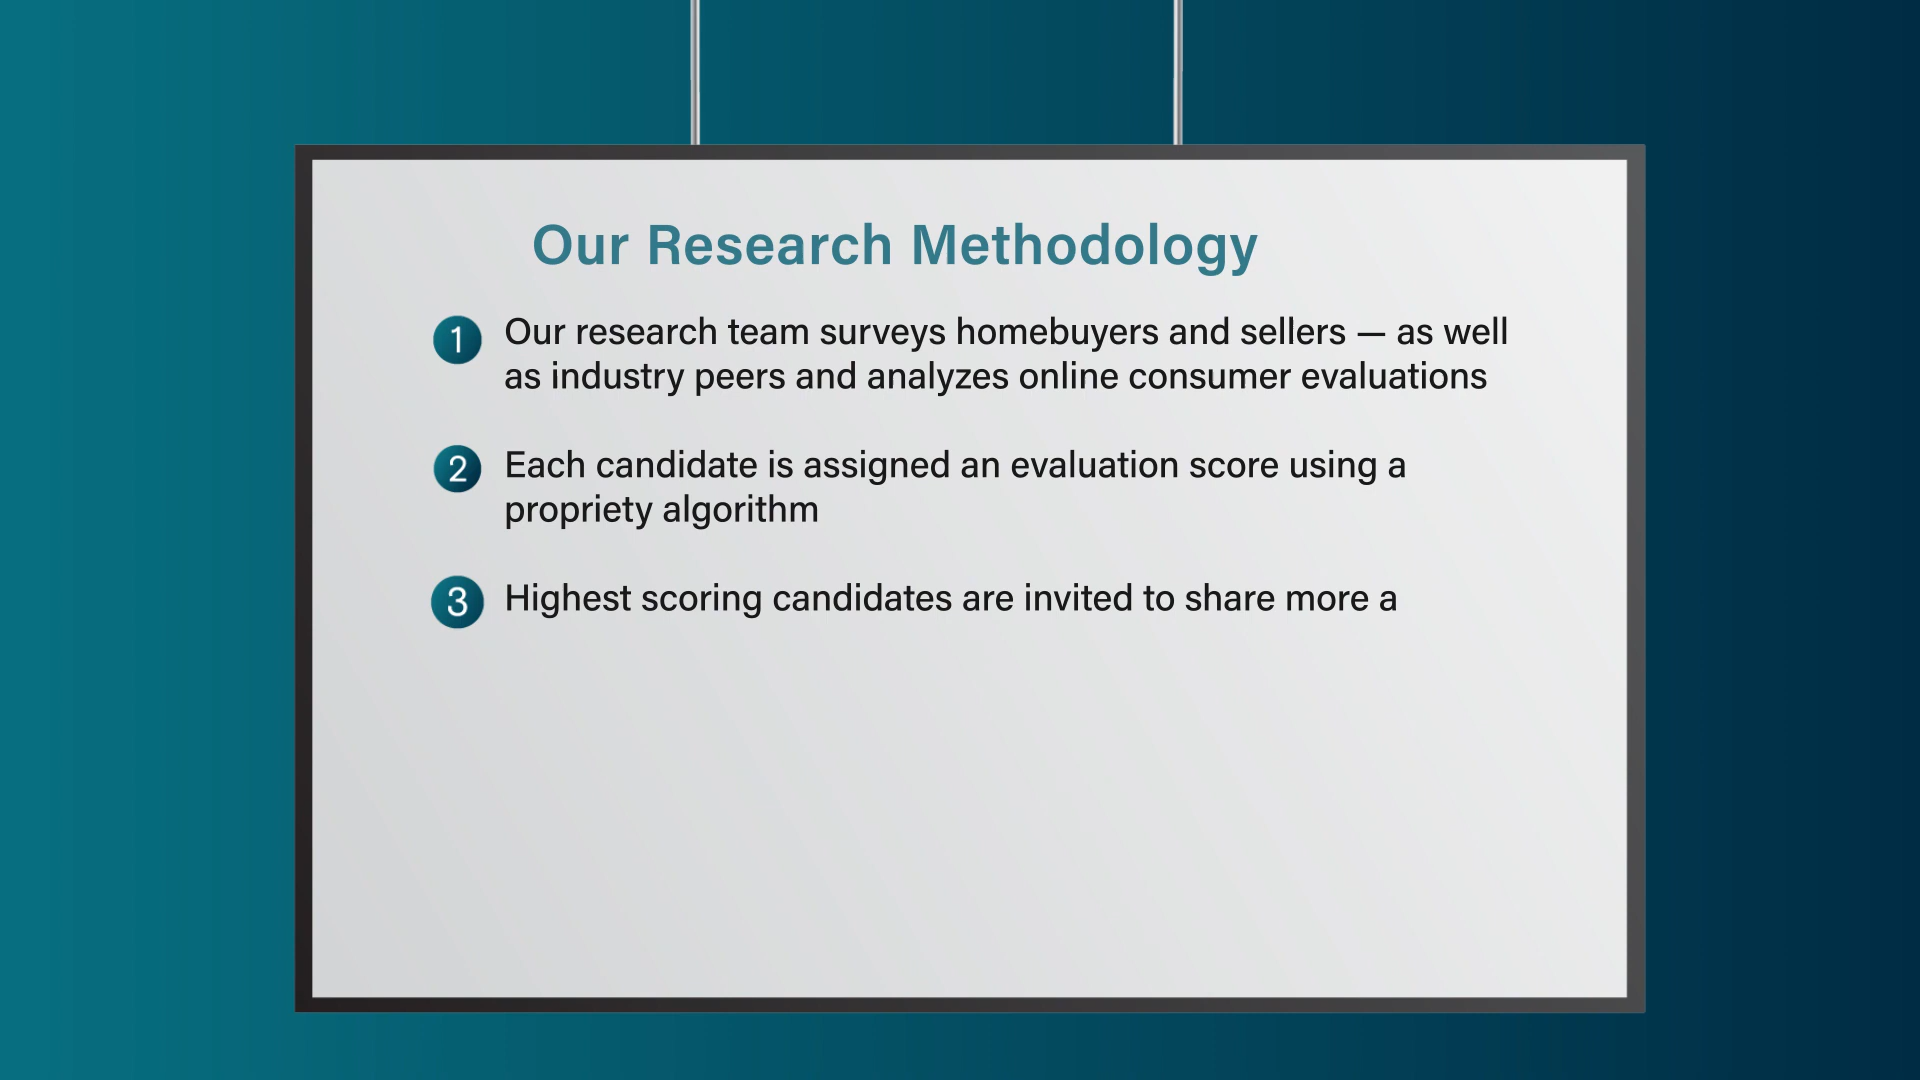 Our Research Methodology
1 Our research team surveys homebuyers and sellers — as well
as industry peers and analyzes online consumer evaluations
2 Each candidate is assigned an evaluation score using a
propriety algorithm
3 Highest scoring candidates are invited to share more a